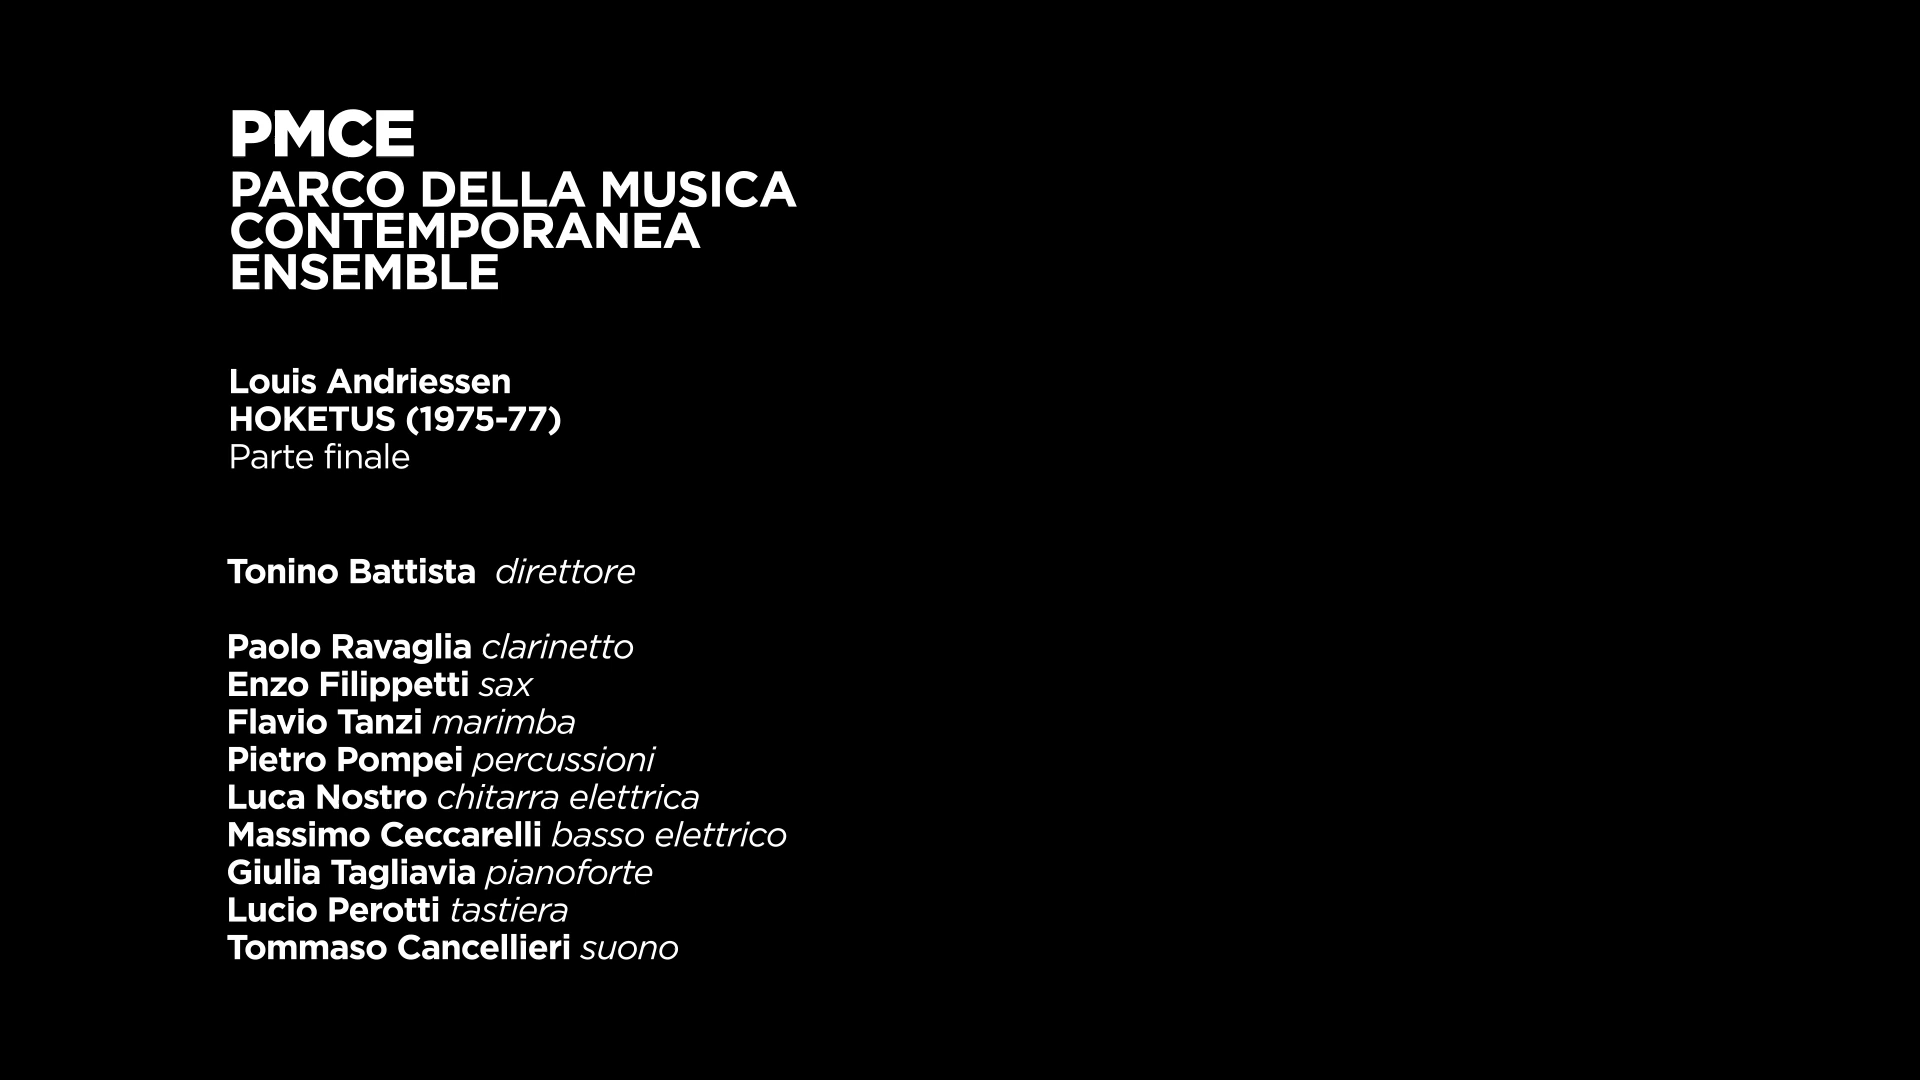 PMCE
PARCO DELLA MUSICA
CONTEMPORANEA
ENSEMBLE
Louis Andriessen
HOKETUS (1975-77)
Parte finale
Tonino Battista direttore
Paolo Ravaglia clarinetto
Enzo Filippetti sax
Flavio Tanzi marimba
Pietro Pompei percussioni
Luca Nostro chitarra elettrica
Massimo Ceccarelli basso elettrico
Giulia Tagliavia pianoforte
Lucio Perotti tastiera
Tommaso Cancellieri suono